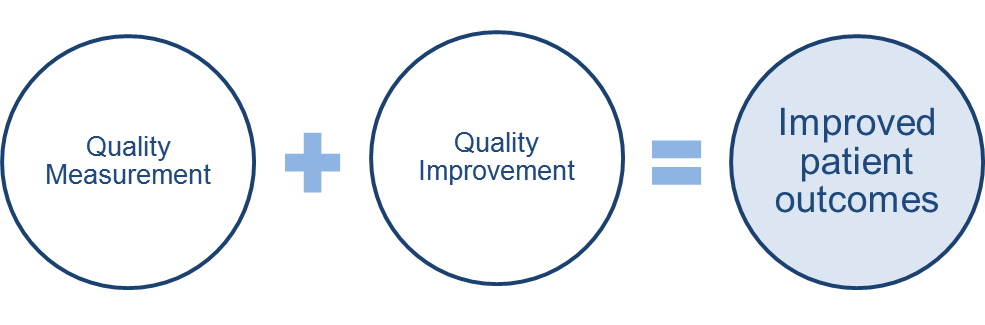 Quality
Measurement
+
Quality
Improvement
=
Improved
patient
outcomes